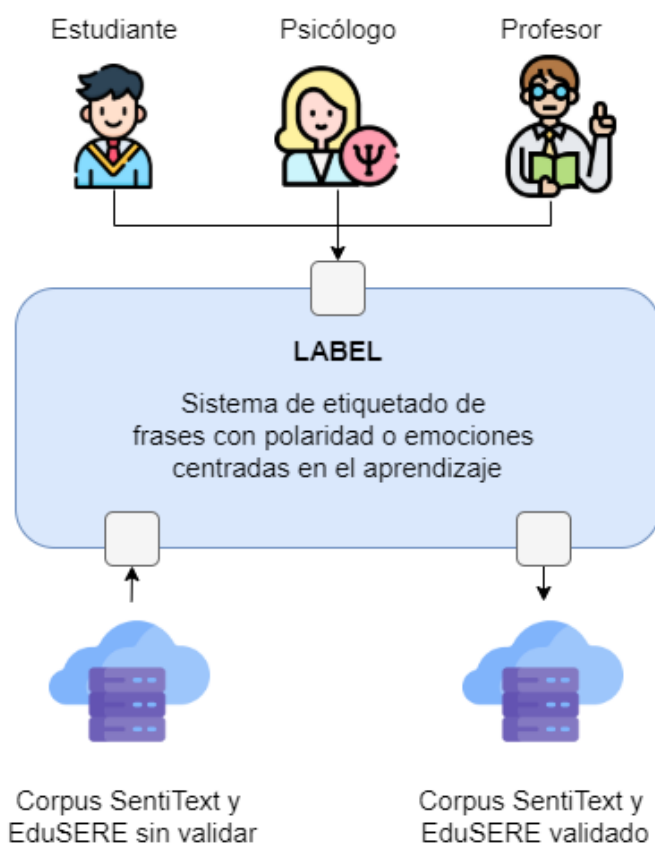 Estudiante
Psicólogo
Profesor
Ψ
LABEL
Sistema de etiquetado de
frases con polaridad o emociones
centradas en el aprendizaje
Corpus SentiText y
EduSERE sin validar
Corpus SentiText y
EduSERE validado